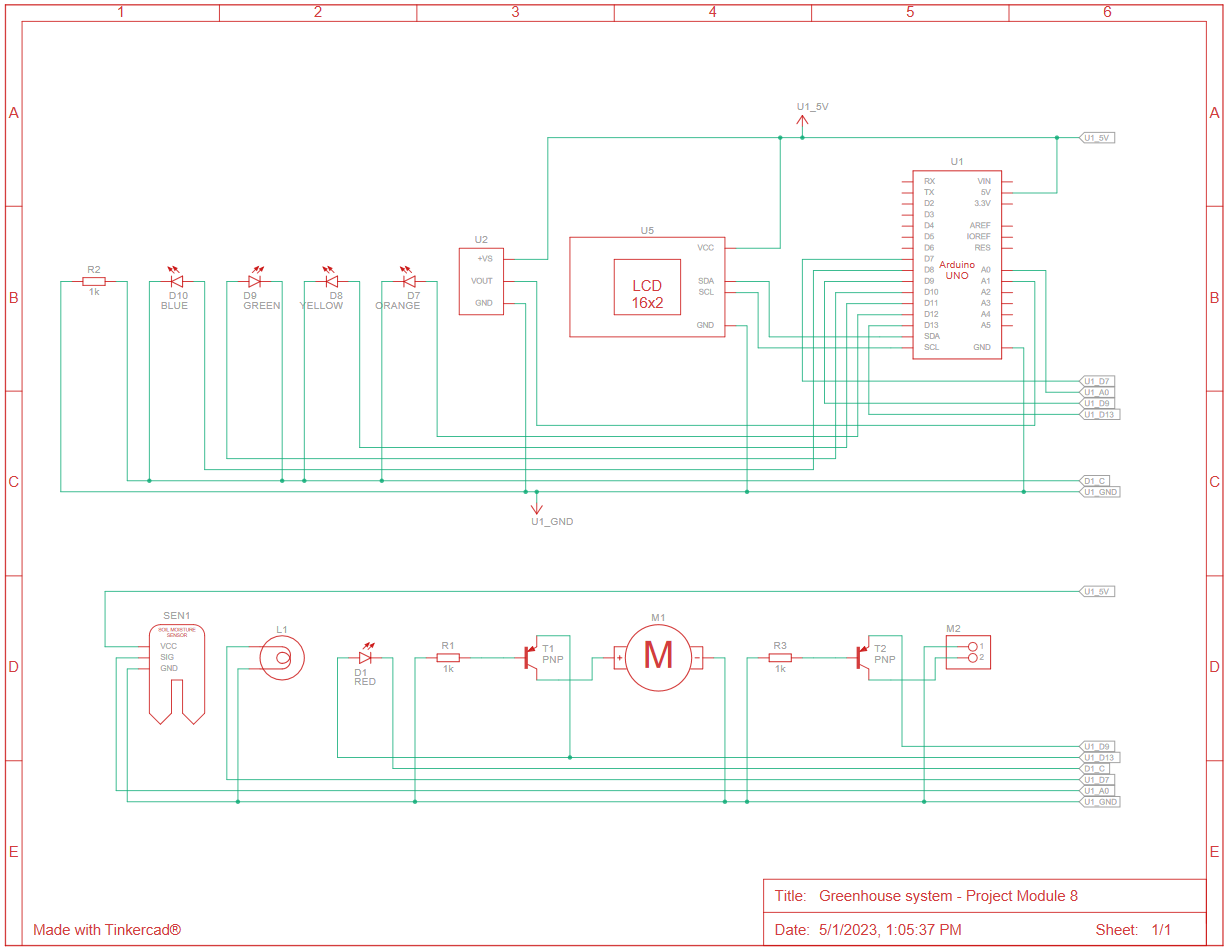 1 2 3 4 5 6
A A
U1_5V
U1_5V
U1
RX VIN
TX 5V
D2 3.3V
D3
D4 AREF
D5 IOREF
D6 RES
D7
D8 A0
D9 A1
D10 A2
D11 A3
D12 A4
D13 A5
SDA
SCL GND
Arduino
UNO
U5
VCC
SDA
SCL
GND
LCD
16x2
U2
+VS
VOUT
GND
B B
R2
1k
D10
BLUE
D9
GREEN
D8
YELLOW
D7
ORANGE
U1_D7
U1_A0
U1_D9
U1_D13
C C
D1_C
U1_GND
U1_GND
U1_5V
SEN1
SOIL MOISTURE
SENSOR
VCC
SIG
GND
L1
D1
RED
R1
1k
T1
PNP
M1
+ M -
R3
1k
T2
PNP
M2
1
2
D D
U1_D9
U1_D13
D1_C
U1_D7
U1_A0
U1_GND
E E
Title: Greenhouse system - Project Module 8
Made with Tinkercad®
Date: 5/1/2023, 1:05:37 PM Sheet: 1/1